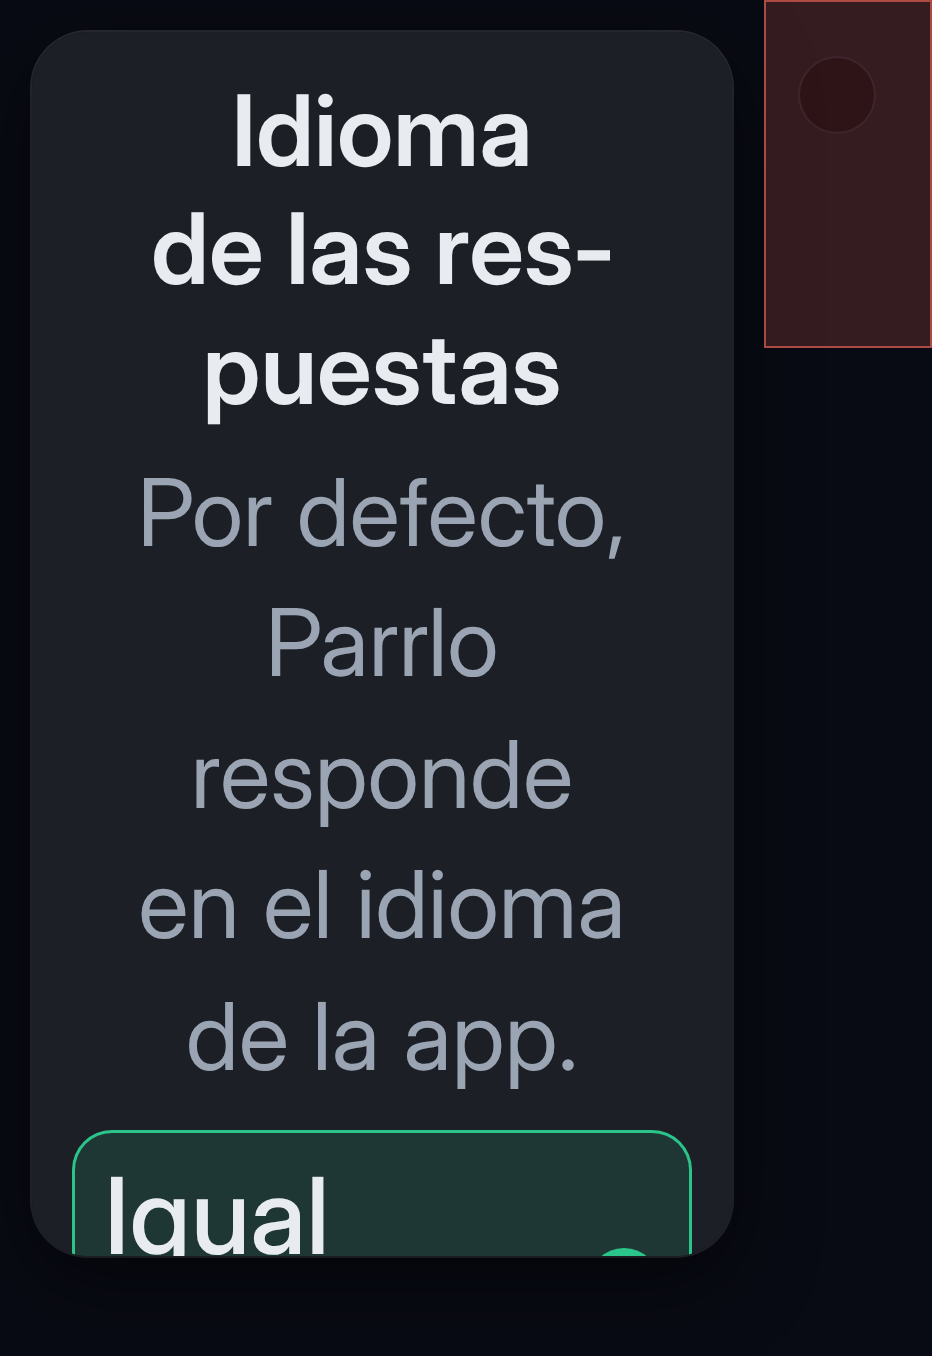 Idioma
de las res-
puestas
Por defecto,
Parrlo
responde
en el idioma
de la app.
Igual